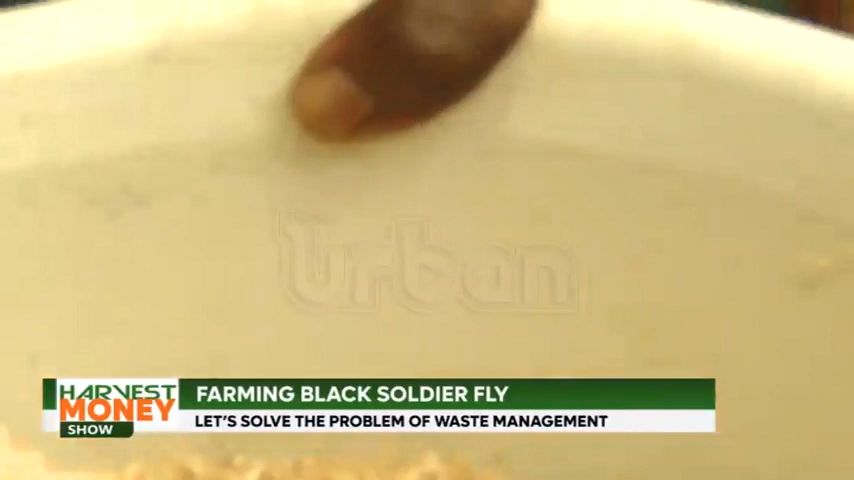 Urban
HARVEST
MONEY
SHOW
FARMING BLACK SOLDIER FLY
LET'S SOLVE THE PROBLEM OF WASTE MANAGEMENT